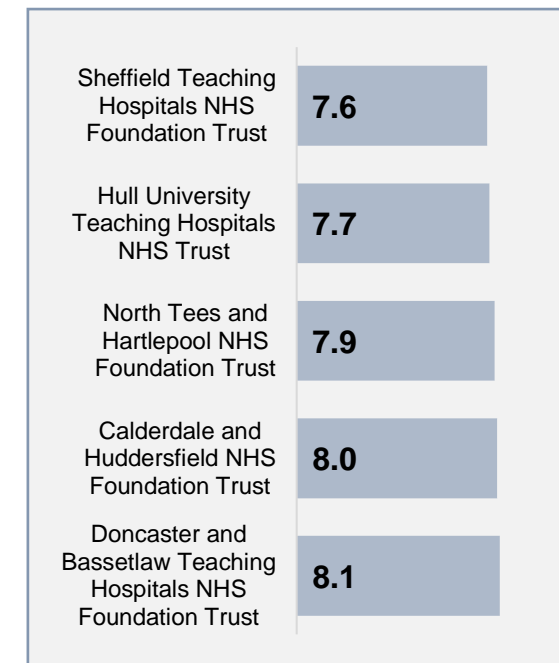 Sheffield Teaching
Hospitals NHS
Foundation Trust
7.6
Hull University
Teaching Hospitals
NHS Trust
7.7
North Tees and
Hartlepool NHS
Foundation Trust
7.9
Calderdale and
Huddersfield NHS
Foundation Trust
8.0
Doncaster and
Bassetlaw Teaching
Hospitals NHS
Foundation Trust
8.1